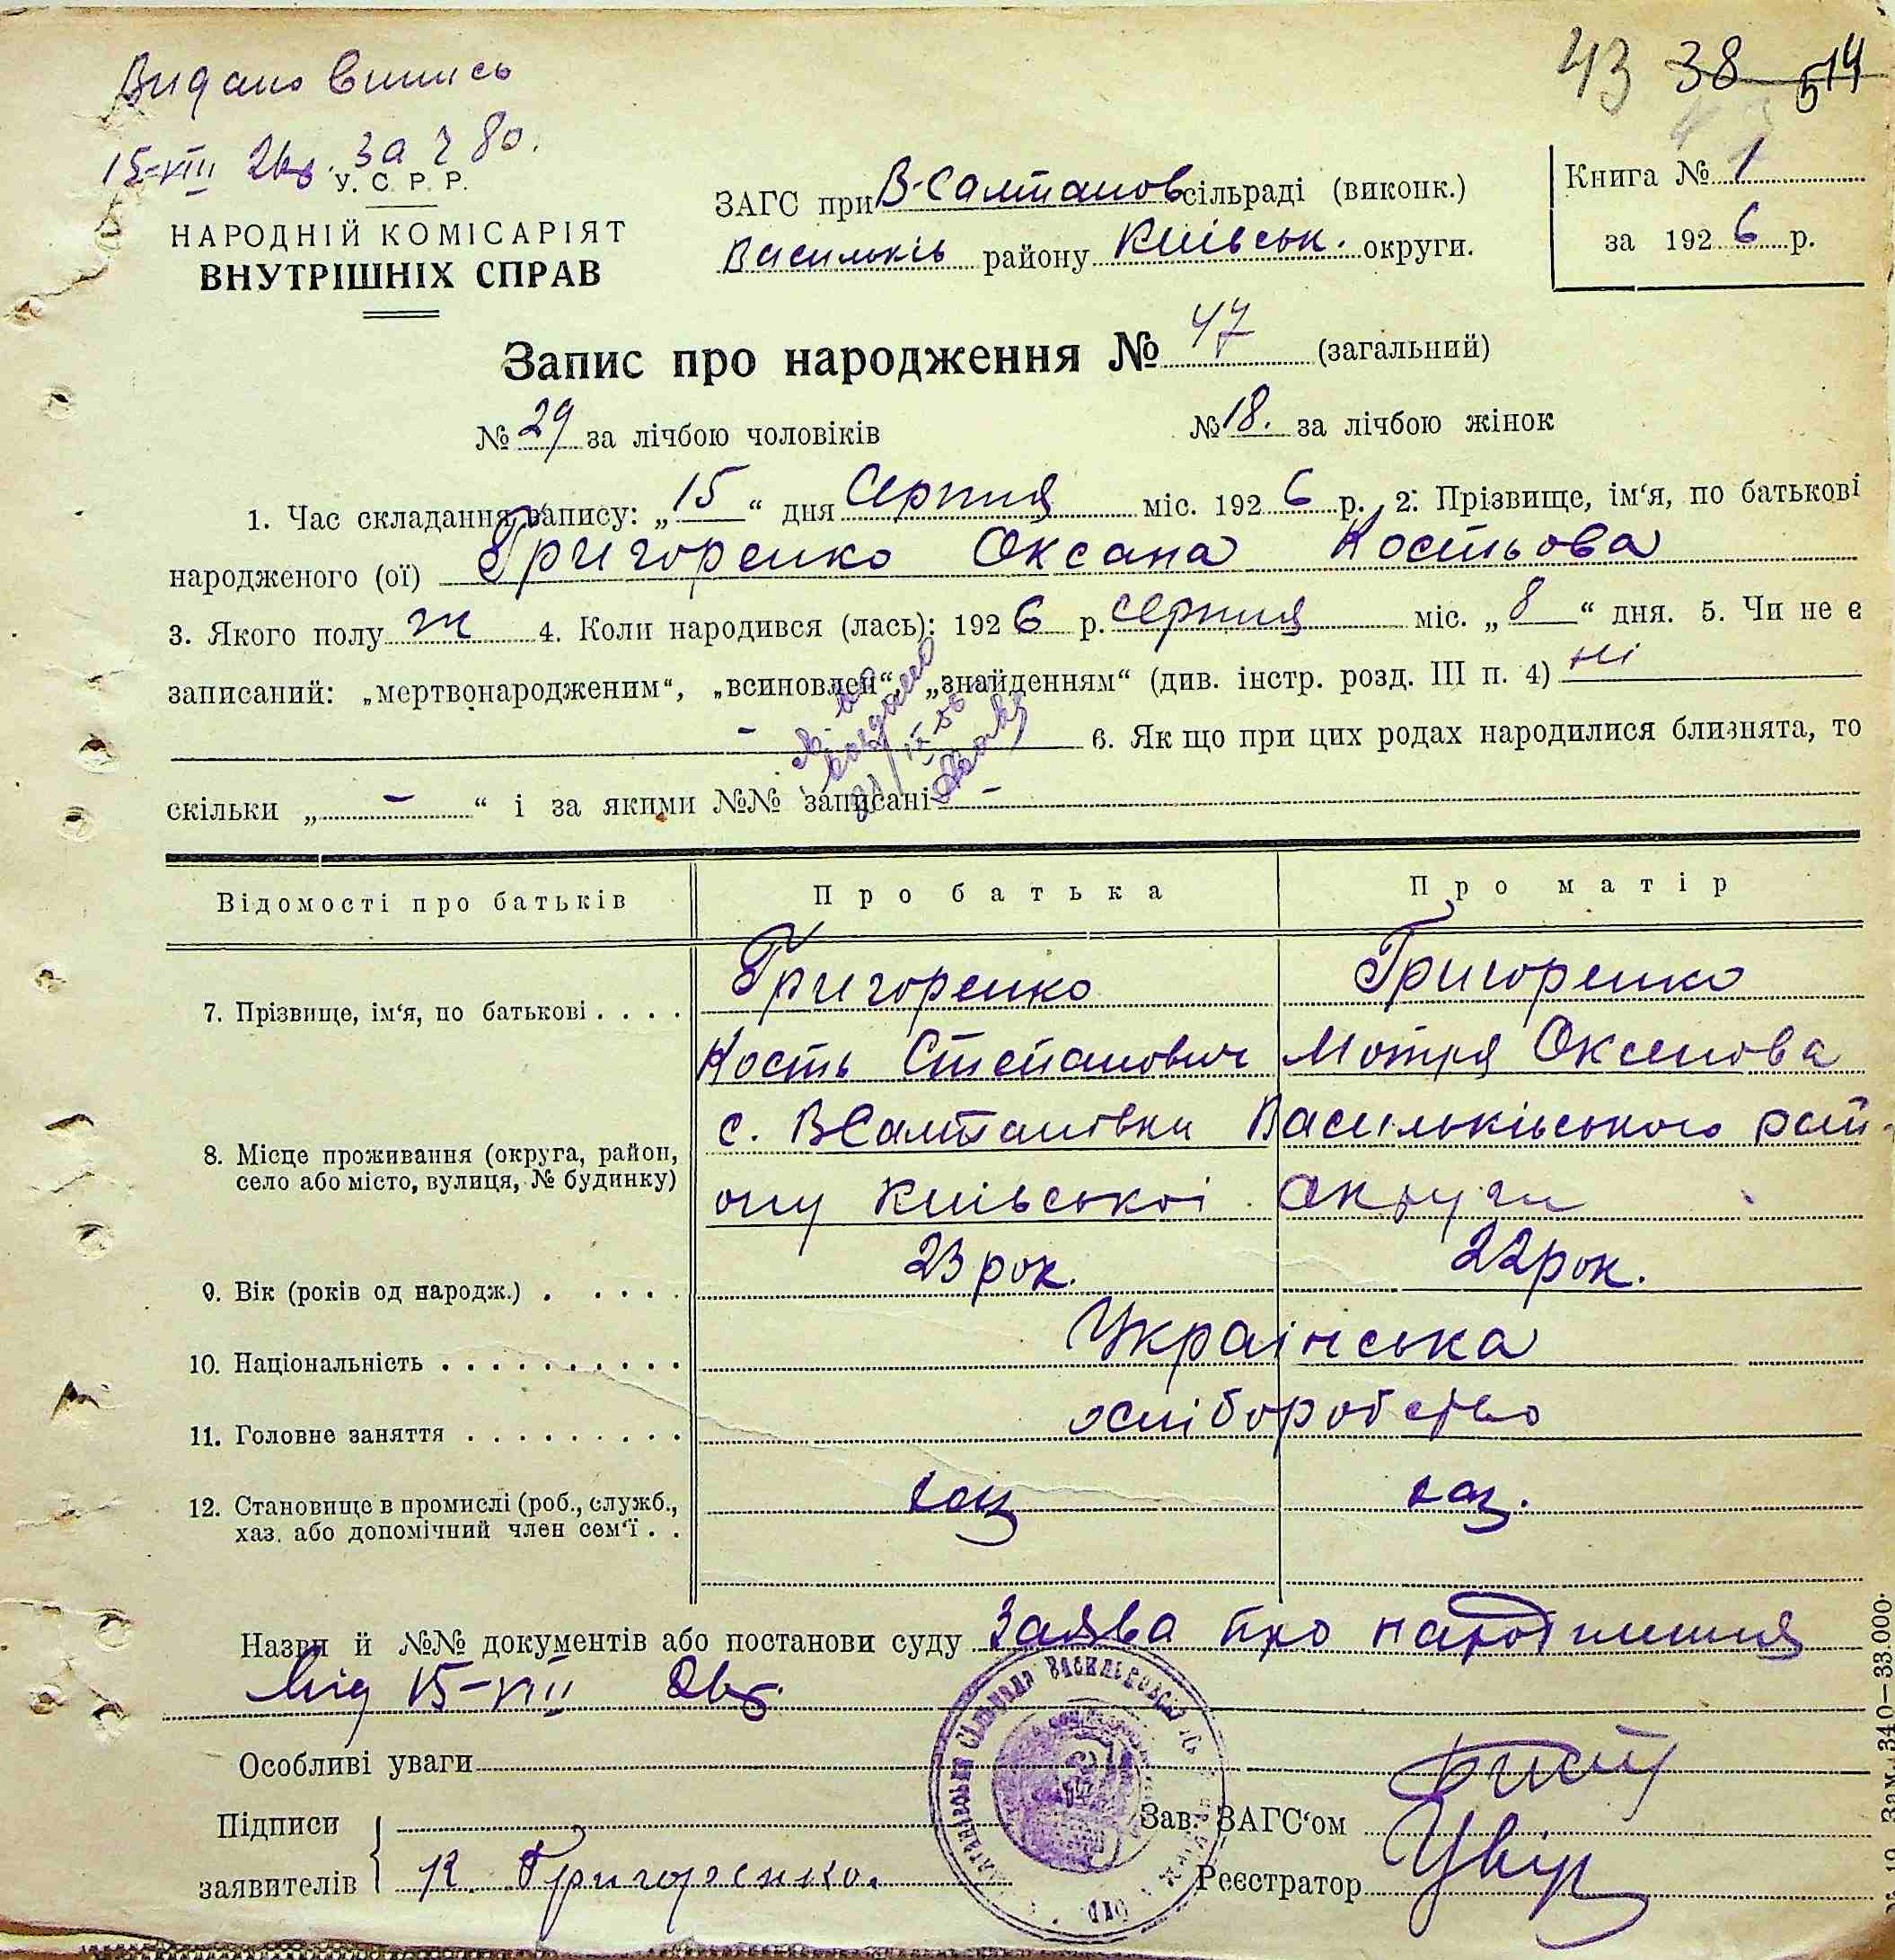 43 38 514
Видано випись
15-VIII 26р. за ч 80.
У. С. Р. Р.
НАРОДНІЙ КОМІСАРІЯТ
ВНУТРІШНІХ СПРАВ
ЗАГС при В-Салтанов сільраді (виконк.)
Васильків району Київськ. округи.
Книга № 1
за 1926 р.
Запис про народження № 47 (загальний)
№ 29 за лічбою чоловіків № 18. за лічбою жінок
1. Час складання запису: „15“ дня Серпня міс. 1926 р. 2. Прізвище, ім'я, по батькові
народженого (ої) Григоренко Оксана Костьова
3. Якого полу ж 4. Коли народився (лась): 1926 р. серпня міс. „8“ дня. 5. Чи не є
записаний: „мертвонародженим“, „всиновлен“, „знайденням“ (див. інстр. розд. III п. 4) ні
- 6. Як що при цих родах народилися близнята, то
скільки „-“ і за якими №№ записані -
Відомості про батьків Про батька Про матір
7. Прізвище, ім'я, по батькові . . . . Григоренко Григоренко
Кость Степанович Мотря Оксенова
8. Місце проживання (округа, район, село або місто, вулиця, № будинку) с. ВСалтанівки Васильківського рай-
ону Київської округи
9. Вік (років од народж.) . . . . . 23 рок. 22 рок.
10. Національність . . . . . . . . . . Українська
11. Головне заняття . . . . . . . . . хліборобство
12. Становище в промислі (роб., служб., хаз. або допомічний член сем'ї . . хаз хаз.
Назви й №№ документів або постанови суду Заява про народження
від 15-VIII 26р.
Особливі уваги
Підписи
заявителів К. Григоренко.
Зав. ЗАГС'ом
Реєстратор
Зам. 340—33.000.